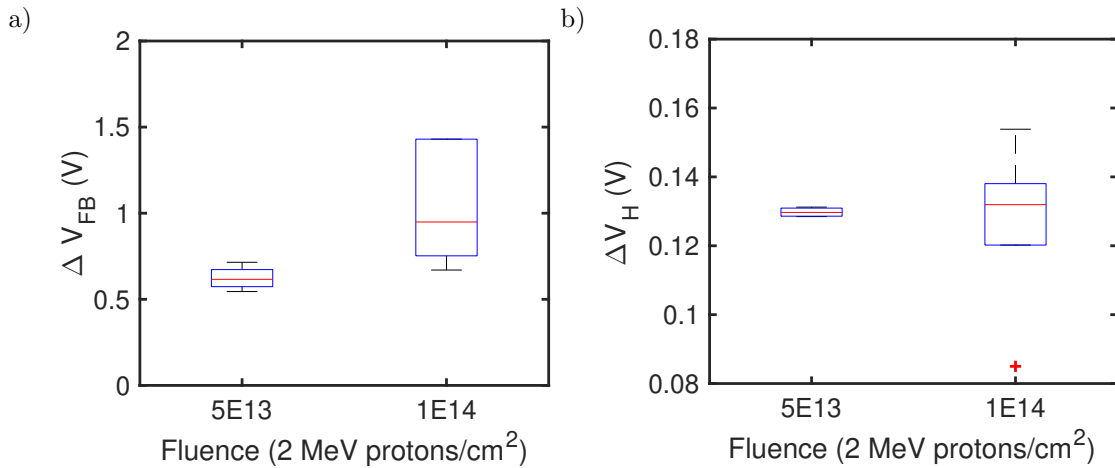 a)
2
1.5
1
0.5
0
Δ V_FB (V)
5E13 1E14
Fluence (2 MeV protons/cm²)
b)
0.18
0.16
0.14
0.12
0.1
0.08
ΔV_H (V)
5E13 1E14
Fluence (2 MeV protons/cm²)